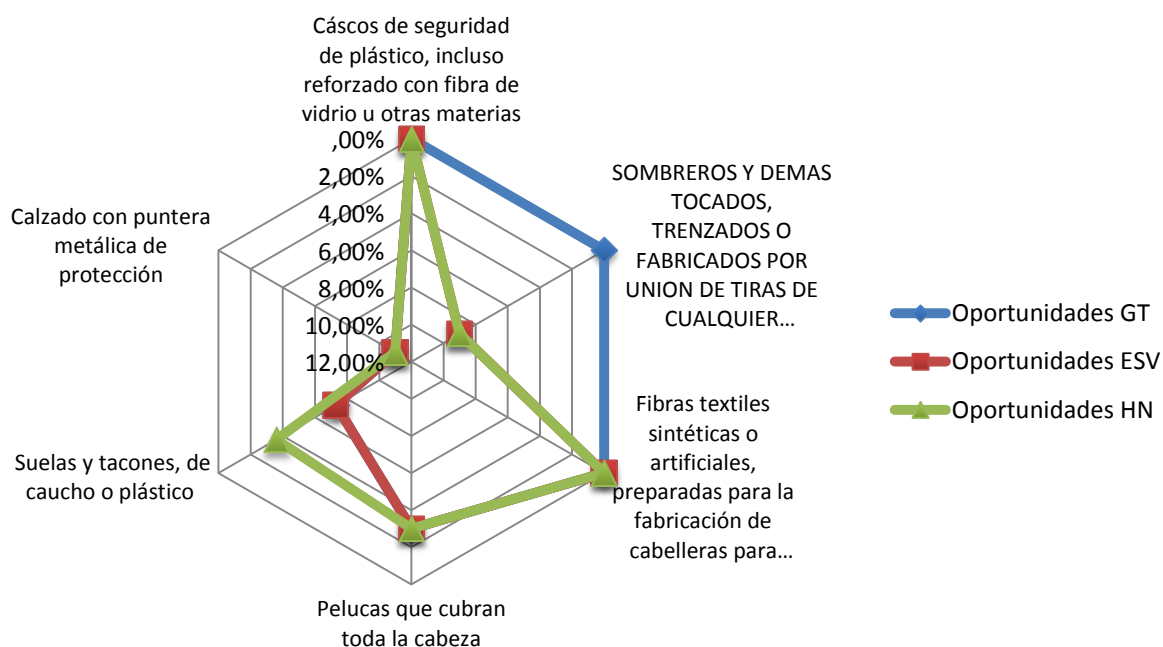 Cáscos de seguridad
de plástico, incluso
reforzado con fibra de
vidrio u otras materias
,00%
2,00%
4,00%
6,00%
8,00%
10,00%
12,00%
SOMBREROS Y DEMAS
TOCADOS,
TRENZADOS O
FABRICADOS POR
UNION DE TIRAS DE
CUALQUIER…
Fibras textiles
sintéticas o
artificiales,
preparadas para la
fabricación de
cabelleras para…
Pelucas que cubran
toda la cabeza
Suelas y tacones, de
caucho o plástico
Calzado con puntera
metálica de
protección
Oportunidades GT
Oportunidades ESV
Oportunidades HN